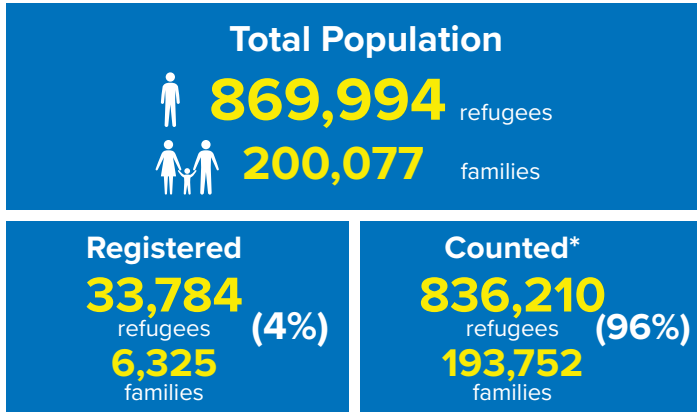 Total Population
869,994 refugees
200,077 families
Registered
33,784
refugees
(4%)
6,325
families
Counted*
836,210
refugees
(96%)
193,752
families